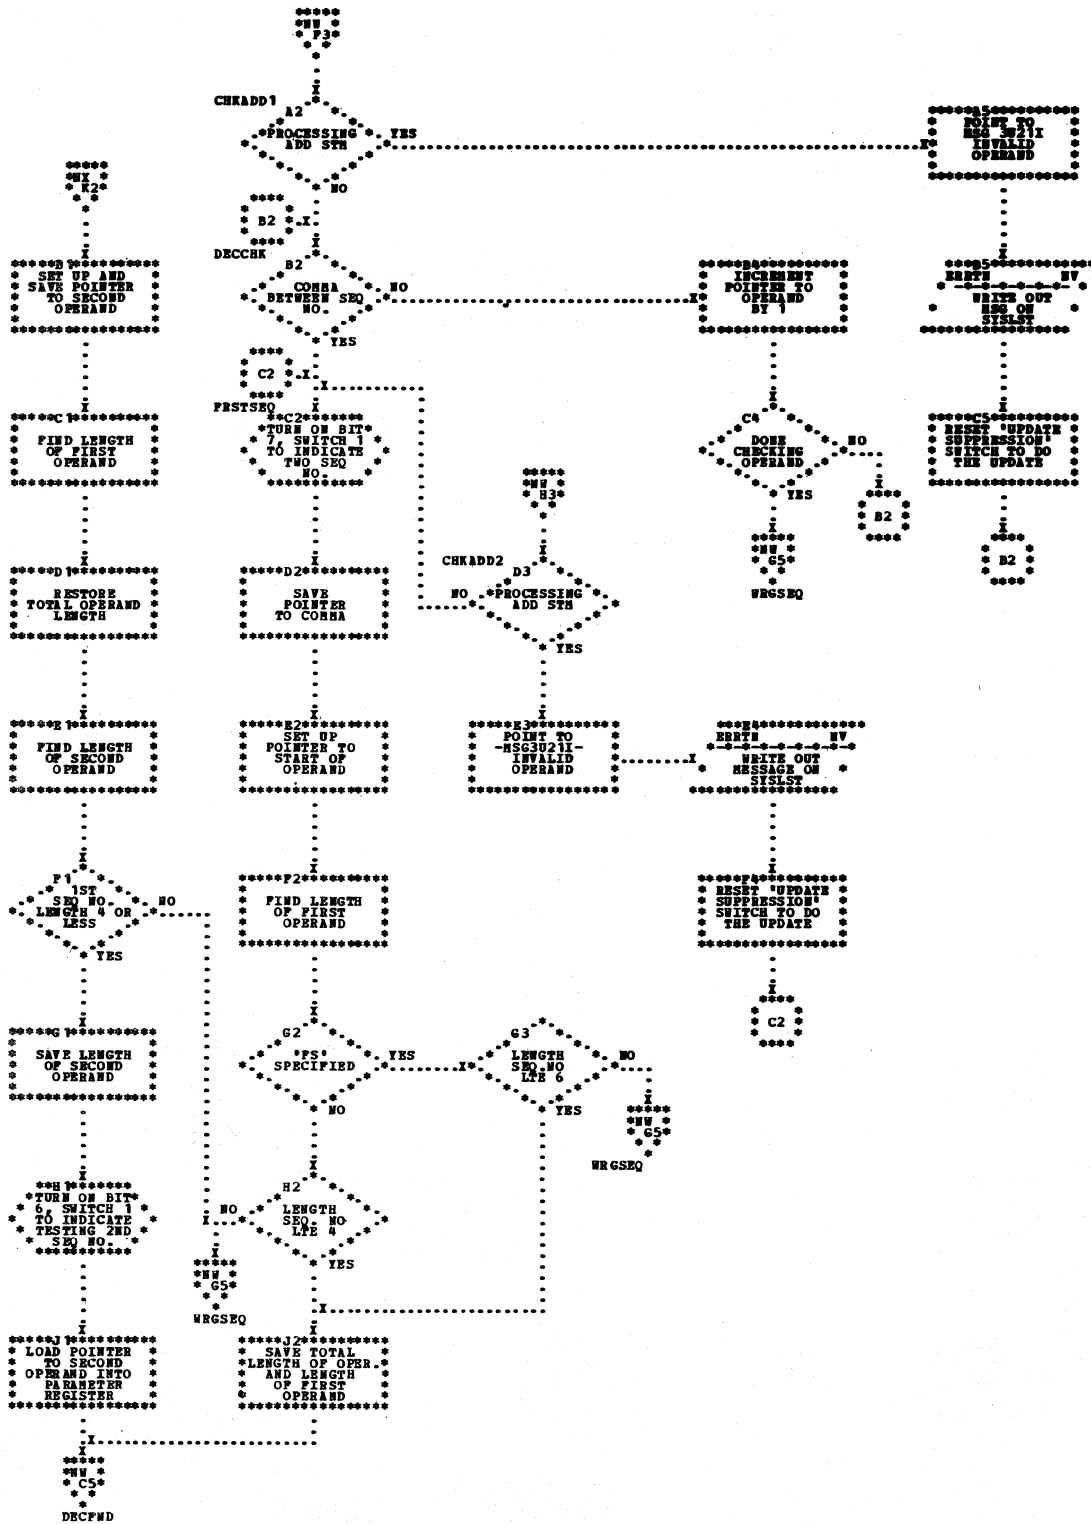 NW
F3
CHKADD1
A2
PROCESSING
ADD STM
YES
NO
A5
POINT TO
MSG 3U21I
INVALID
OPERAND
NX
K2
B2
DECCHK
B1
SET UP AND
SAVE POINTER
TO SECOND
OPERAND
B2
COMMA
BETWEEN SEQ
NO.
NO
YES
B4
INCREMENT
POINTER TO
OPERAND
BY 1
B5
ERRTN NV
WRITE OUT
MSG ON
SYSLST
C2
FRSTSEQ
C1
FIND LENGTH
OF FIRST
OPERAND
C2
TURN ON BIT
7, SWITCH 1
TO INDICATE
TWO SEQ
NO.
C4
DONE
CHECKING
OPERAND
NO
YES
C5
RESET 'UPDATE
SUPPRESSION'
SWITCH TO DO
THE UPDATE
NW
H3
B2
NW
G5
WRGSEQ
B2
D1
RESTORE
TOTAL OPERAND
LENGTH
D2
SAVE
POINTER
TO COMMA
CHKADD2
D3
NO
PROCESSING
ADD STM
YES
E1
FIND LENGTH
OF SECOND
OPERAND
E2
SET UP
POINTER TO
START OF
OPERAND
E3
POINT TO
-MSG3U21I-
INVALID
OPERAND
E4
ERRTN NV
WRITE OUT
MESSAGE ON
SYSLST
F1
1ST
SEQ NO.
LENGTH 4 OR
LESS
NO
YES
F2
FIND LENGTH
OF FIRST
OPERAND
F4
RESET 'UPDATE
SUPPRESSION'
SWITCH TO DO
THE UPDATE
C2
G1
SAVE LENGTH
OF SECOND
OPERAND
G2
'FS'
SPECIFIED
YES
NO
G3
LENGTH
SEQ.NO
LTE 6
NO
YES
NW
G5
WRGSEQ
H1
TURN ON BIT
6, SWITCH 1
TO INDICATE
TESTING 2ND
SEQ NO.
H2
NO
LENGTH
SEQ. NO
LTE 4
YES
NW
G5
WRGSEQ
J1
LOAD POINTER
TO SECOND
OPERAND INTO
PARAMETER
REGISTER
J2
SAVE TOTAL
LENGTH OF OPER.
AND LENGTH
OF FIRST
OPERAND
NW
C5
DECFND